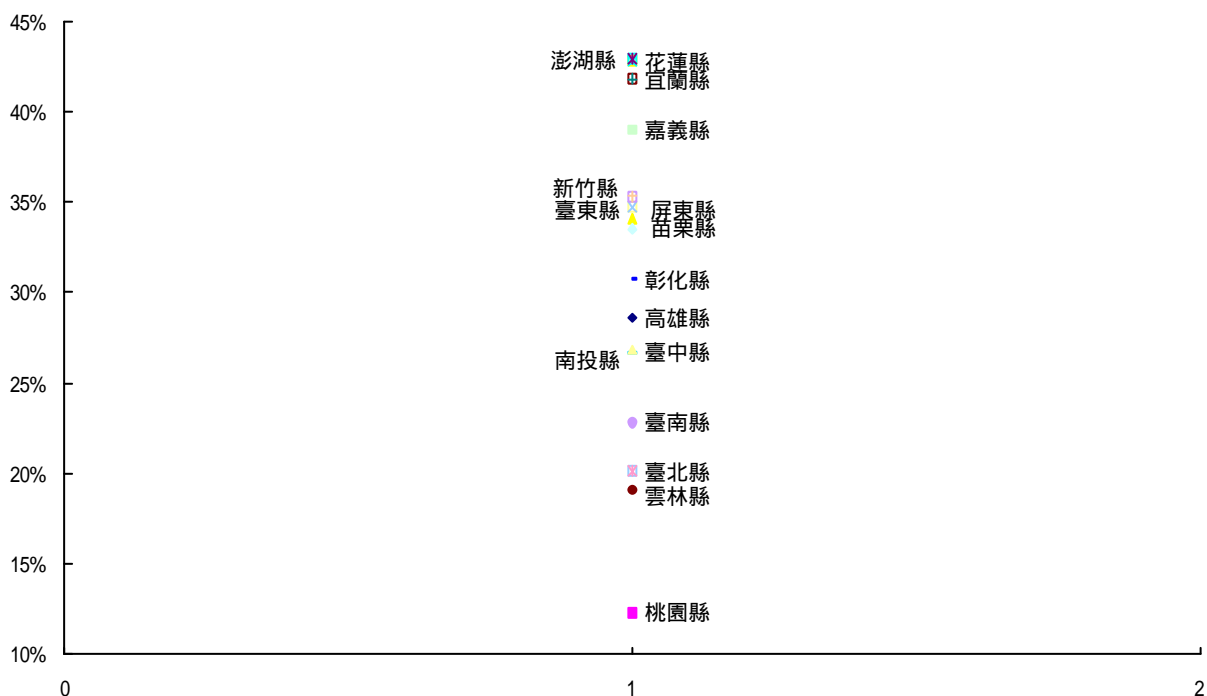 45%
澎湖縣 花蓮縣
宜蘭縣
40%
嘉義縣
35%
新竹縣
臺東縣 屏東縣
苗栗縣
30%
彰化縣
高雄縣
南投縣 臺中縣
25%
臺南縣
20%
臺北縣
雲林縣
15%
桃園縣
10%
0 1 2